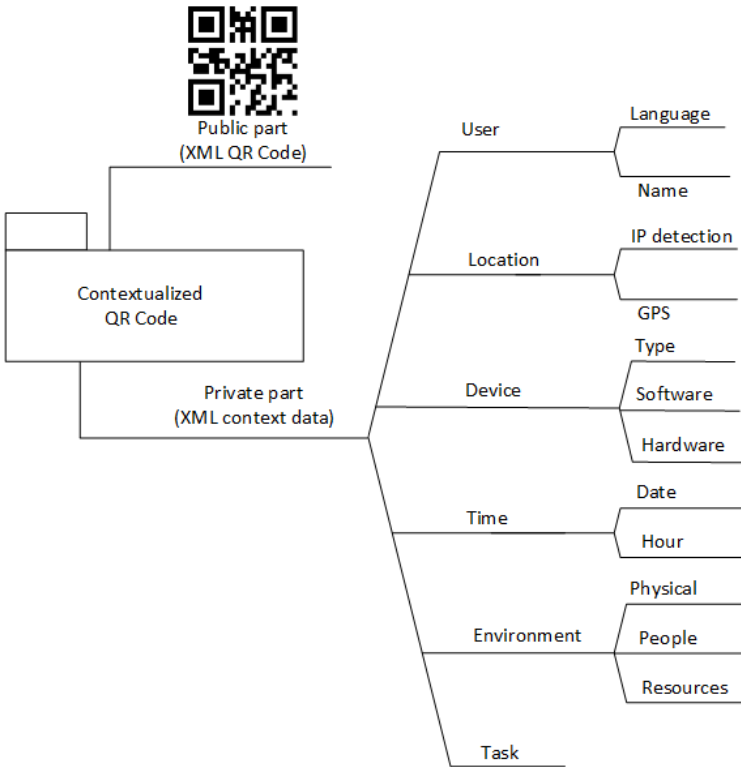 Public part
(XML QR Code)
Contextualized
QR Code
Private part
(XML context data)
User
Language
Name
Location
IP detection
GPS
Device
Type
Software
Hardware
Time
Date
Hour
Environment
Physical
People
Resources
Task